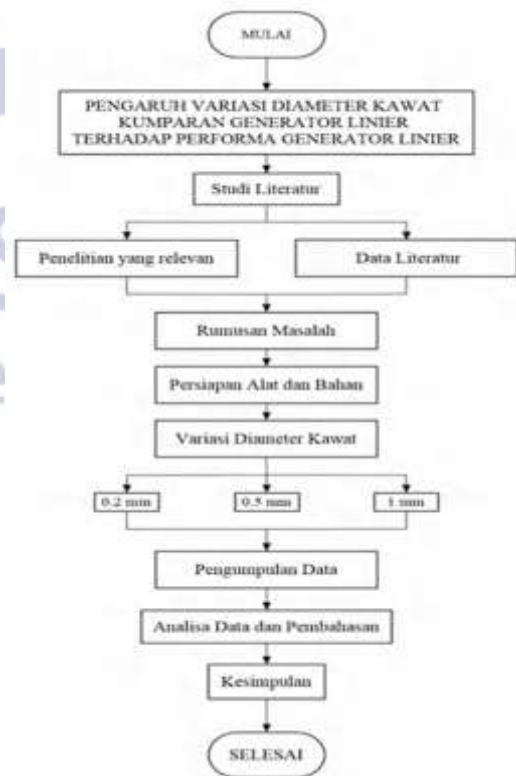 MULAI
PENGARUH VARIASI DIAMETER KAWAT
KUMPARAN GENERATOR LINIER
TERHADAP PERFORMA GENERATOR LINIER
Studi Literatur
Penelitian yang relevan
Data Literatur
Rumusan Masalah
Persiapan Alat dan Bahan
Variasi Diameter Kawat
0.2 mm
0.5 mm
1 mm
Pengumpulan Data
Analisa Data dan Pembahasan
Kesimpulan
SELESAI